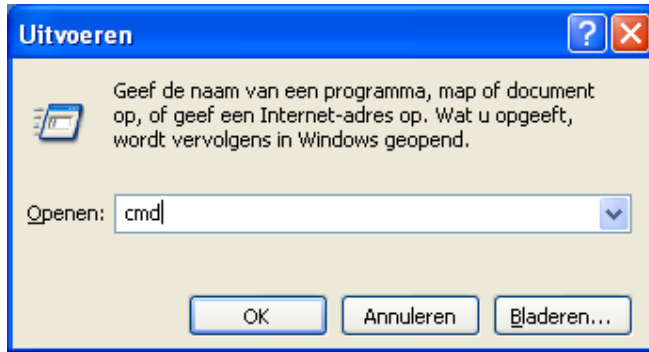 Uitvoeren
Geef de naam van een programma, map of document
op, of geef een Internet-adres op. Wat u opgeeft,
wordt vervolgens in Windows geopend.
Openen: cmd
OK Annuleren Bladeren...